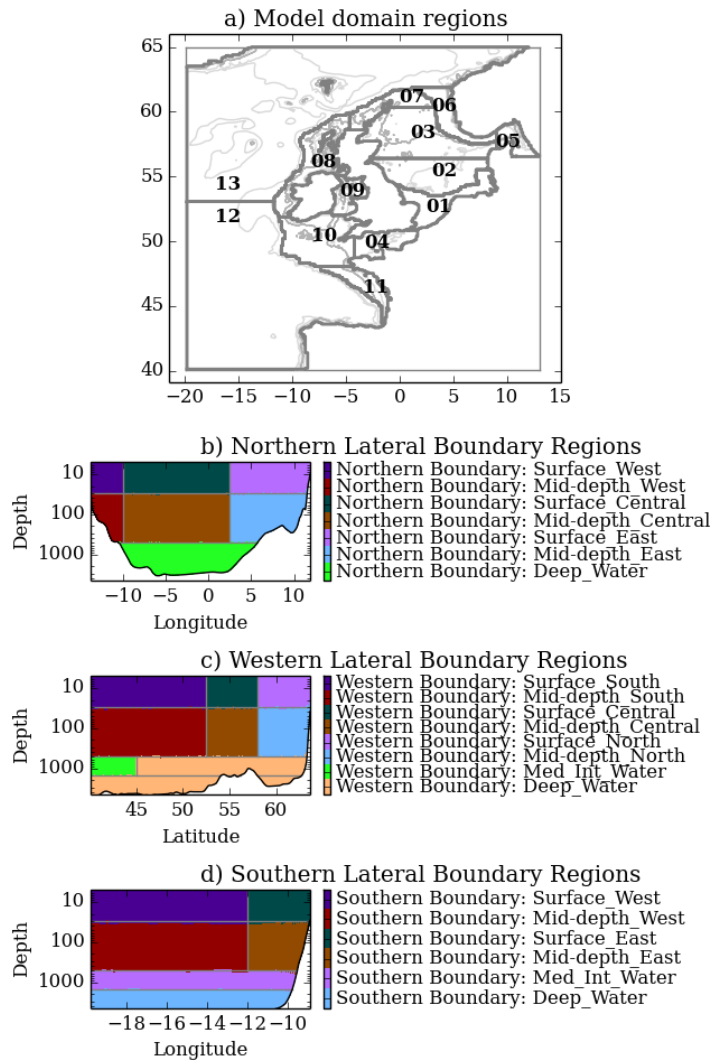 a) Model domain regions
65
60
55
50
45
40
−20
−15
−10
−5
0
5
10
15
07
06
03
05
08
02
13
09
01
12
10
04
11
b) Northern Lateral Boundary Regions
Depth
10
100
1000
−10
−5
0
5
10
Longitude
Northern Boundary: Surface_West
Northern Boundary: Mid-depth_West
Northern Boundary: Surface_Central
Northern Boundary: Mid-depth_Central
Northern Boundary: Surface_East
Northern Boundary: Mid-depth_East
Northern Boundary: Deep_Water
c) Western Lateral Boundary Regions
Depth
10
100
1000
45
50
55
60
Latitude
Western Boundary: Surface_South
Western Boundary: Mid-depth_South
Western Boundary: Surface_Central
Western Boundary: Mid-depth_Central
Western Boundary: Surface_North
Western Boundary: Mid-depth_North
Western Boundary: Med_Int_Water
Western Boundary: Deep_Water
d) Southern Lateral Boundary Regions
Depth
10
100
1000
−18
−16
−14
−12
−10
Longitude
Southern Boundary: Surface_West
Southern Boundary: Mid-depth_West
Southern Boundary: Surface_East
Southern Boundary: Mid-depth_East
Southern Boundary: Med_Int_Water
Southern Boundary: Deep_Water